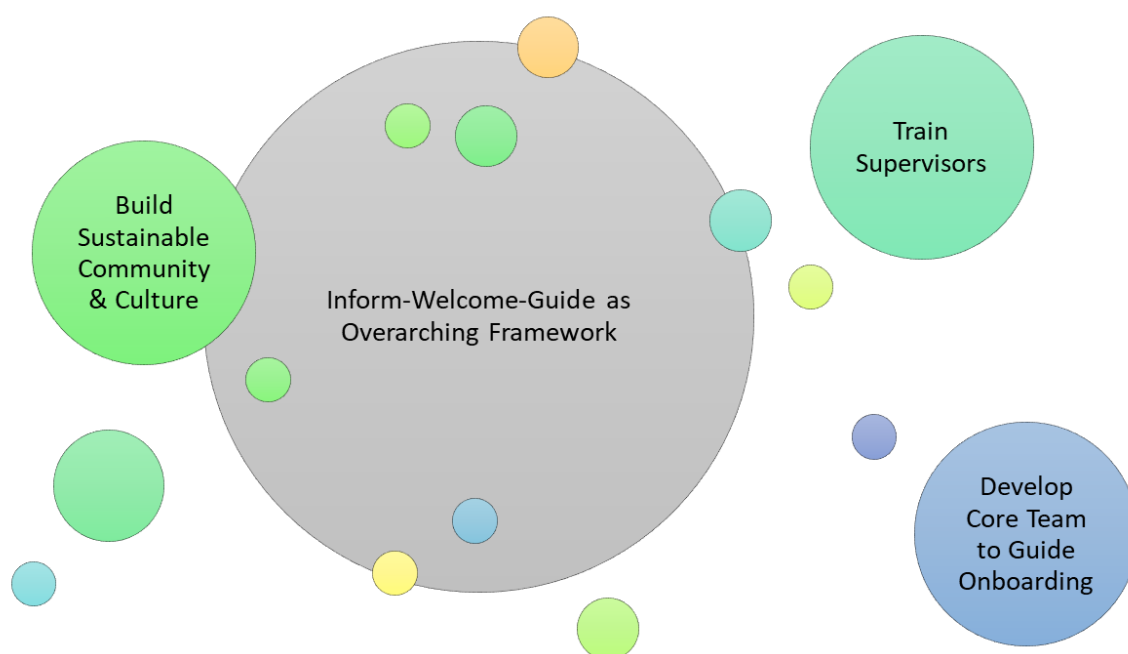 Build
Sustainable
Community
& Culture
Inform-Welcome-Guide as
Overarching Framework
Train
Supervisors
Develop
Core Team
to Guide
Onboarding